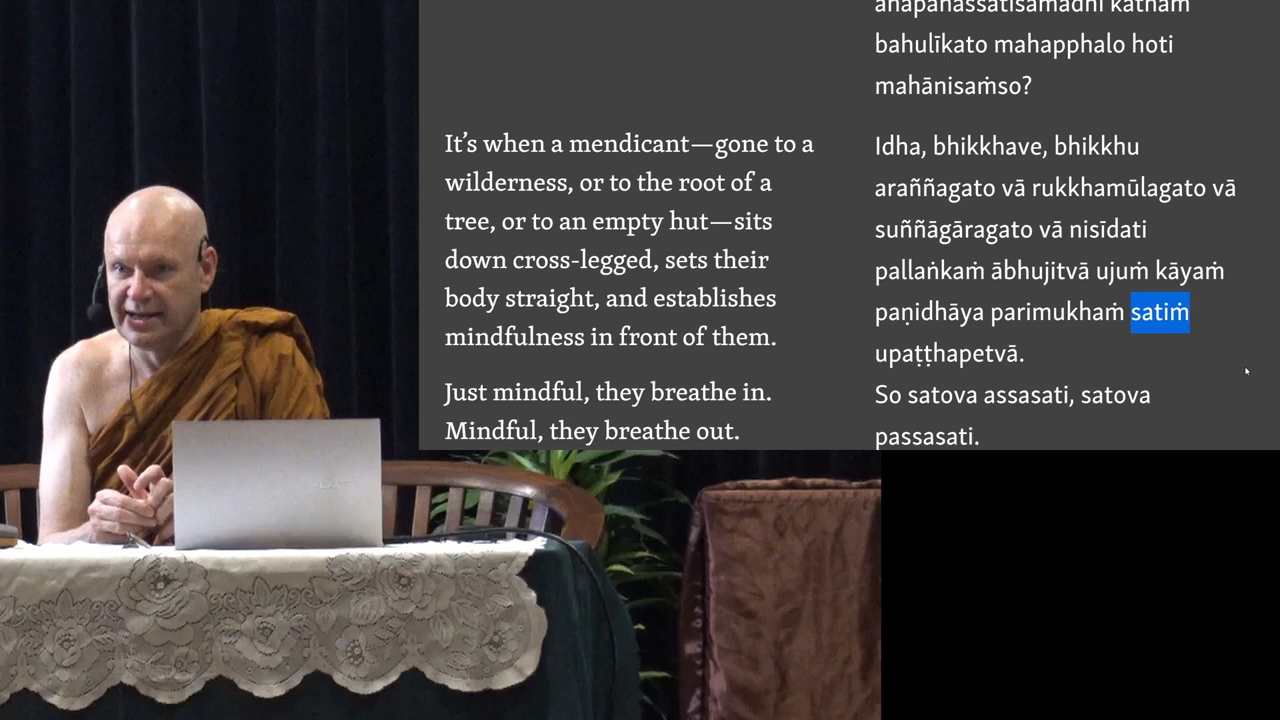 It's when a mendicant—gone to a
wilderness, or to the root of a
tree, or to an empty hut—sits
down cross-legged, sets their
body straight, and establishes
mindfulness in front of them.
Just mindful, they breathe in.
Mindful, they breathe out.
bahulīkato mahapphalo hoti
mahānisaṁso?
Idha, bhikkhave, bhikkhu
araññagato vā rukkhamūlagato vā
suññāgāragato vā nisīdati
pallaṅkaṁ ābhujitvā ujuṁ kāyaṁ
paṇidhāya parimukhaṁ satiṁ
upaṭṭhapetvā.
So satova assasati, satova
passasati.